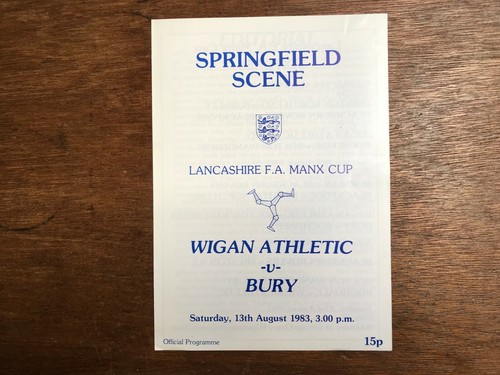 SPRINGFIELD
SCENE
LANCASHIRE F.A. MANX CUP
WIGAN ATHLETIC
-v-
BURY
Saturday, 13th August 1983, 3.00 p.m.
Official Programme
15p